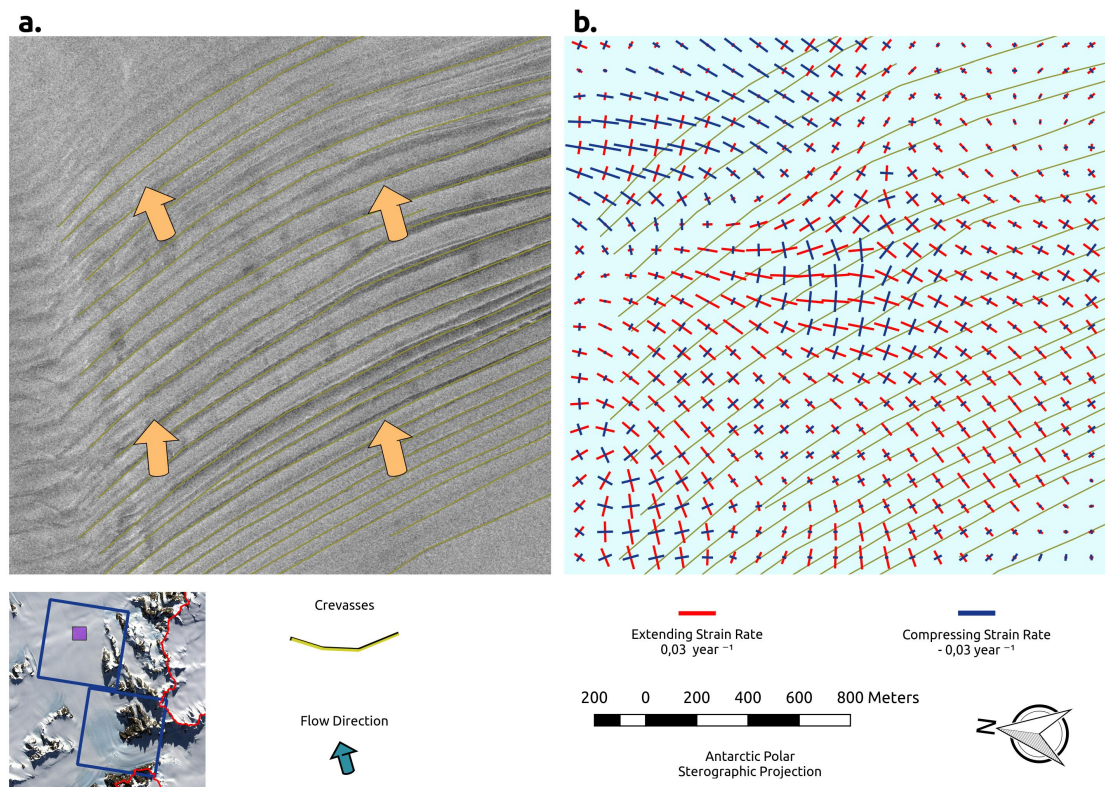 a.
b.
Crevasses
Flow Direction
Extending Strain Rate
0,03 year ⁻¹
Compressing Strain Rate
- 0,03 year ⁻¹
200 0 200 400 600 800 Meters
Antarctic Polar
Sterographic Projection
N